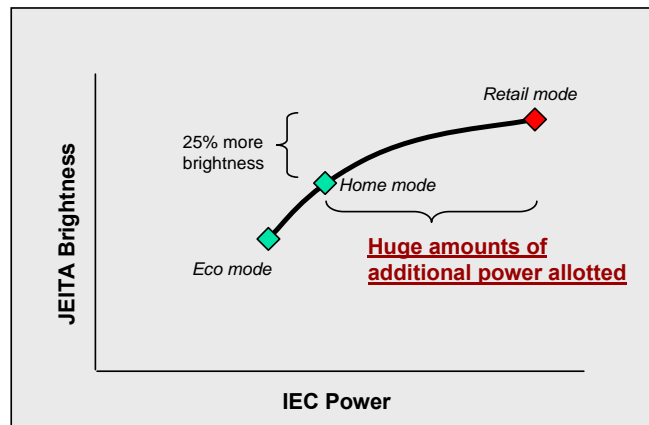 Retail mode
25% more
brightness
Home mode
Huge amounts of
additional power allotted
Eco mode
JEITA Brightness
IEC Power